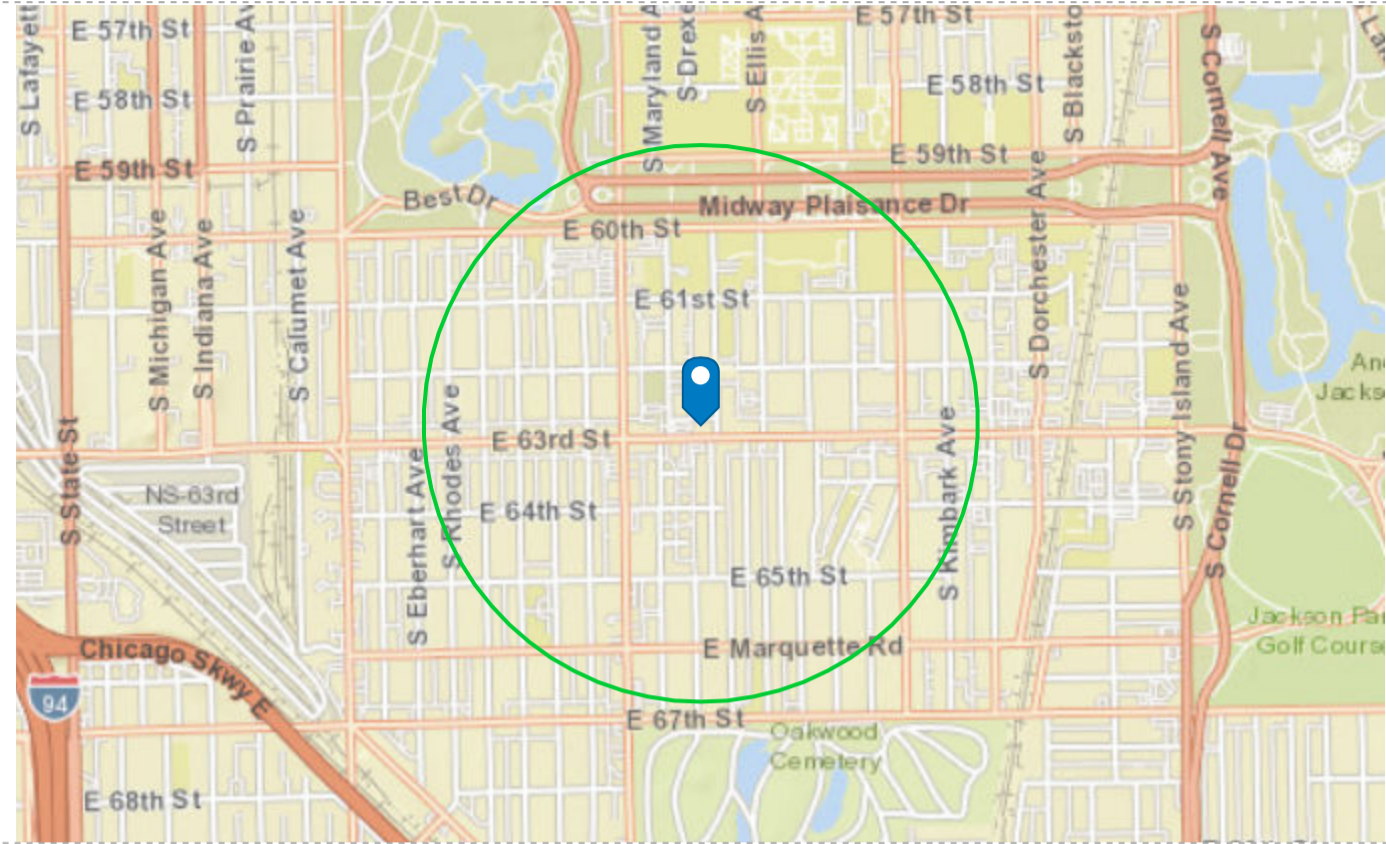 E 57th St
E 57th St
S Lafayett
S Prairie Av
S Maryland A
S Drexe
S Ellis A
S Blacksto
S Cornell Ave
E 58th St
E 58th St
E 59th St
E 59th St
Best Dr
Midway Plaisance Dr
E 60th St
S Michigan Ave
S Indiana Ave
S Calumet Ave
S Dorchester Ave
E 61st St
S Stony Island Ave
Jackso
S State St
S Eberhart Ave
S Rhodes Ave
E 63rd St
S Kimbark Ave
S Cornell Dr
NS-63rd
Street
E 64th St
E 65th St
Jackson Par
Golf Course
Chicago Skwy E
E Marquette Rd
94
E 67th St
Oakwood
Cemetery
E 68th St